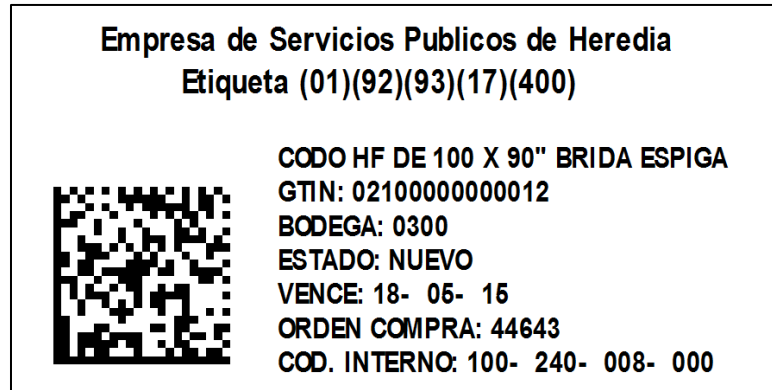 Empresa de Servicios Publicos de Heredia
Etiqueta (01)(92)(93)(17)(400)
CODO HF DE 100 X 90" BRIDA ESPIGA
GTIN: 02100000000012
BODEGA: 0300
ESTADO: NUEVO
VENCE: 18- 05- 15
ORDEN COMPRA: 44643
COD. INTERNO: 100- 240- 008- 000